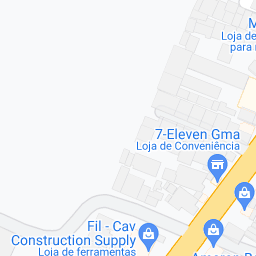 M
Loja de
para
7-Eleven Gma
Loja de Conveniência
Fil - Cav
Construction Supply
Loja de ferramentas